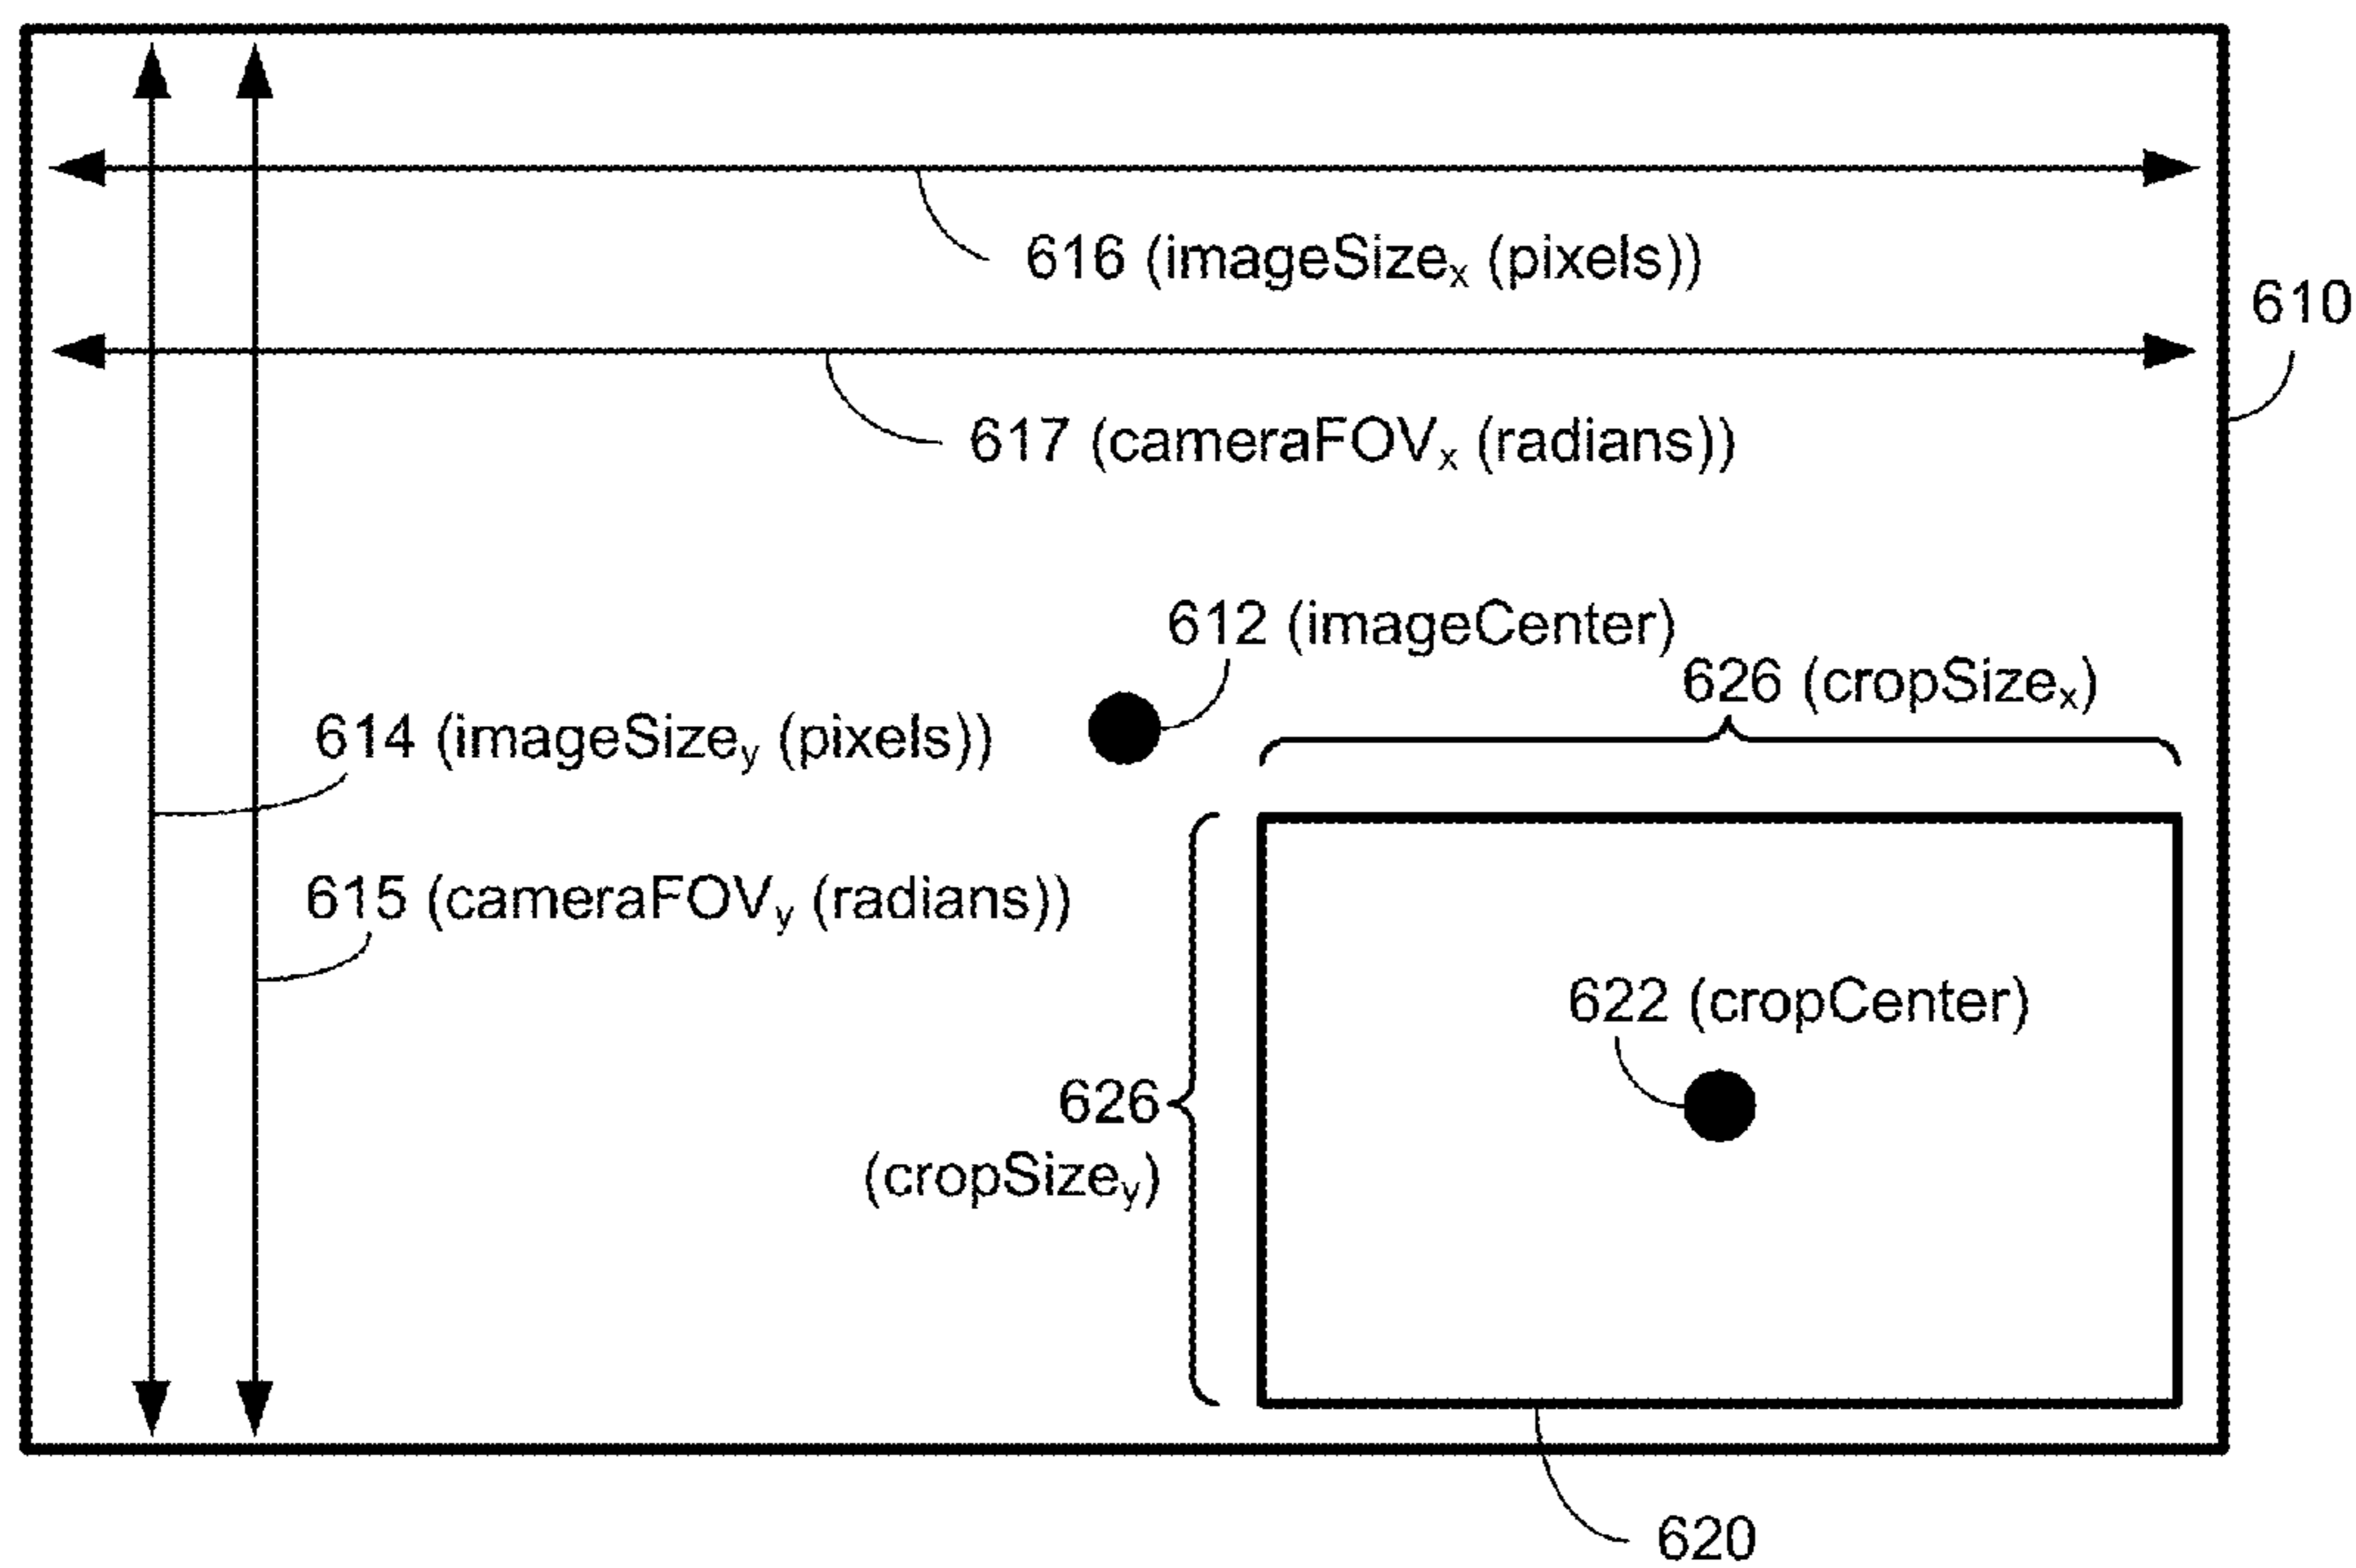 616 (imageSizeₓ (pixels))
610
617 (cameraFOVₓ (radians))
612 (imageCenter)
626 (cropSizeₓ)
614 (imageSizey (pixels))
615 (cameraFOVy (radians))
622 (cropCenter)
626
(cropSizey)
620